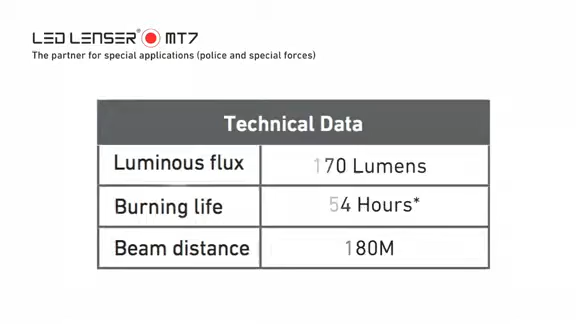 LED LENSER® MT7
The partner for special applications (police and special forces)
Technical Data
Luminous flux 170 Lumens
Burning life 54 Hours*
Beam distance 180M